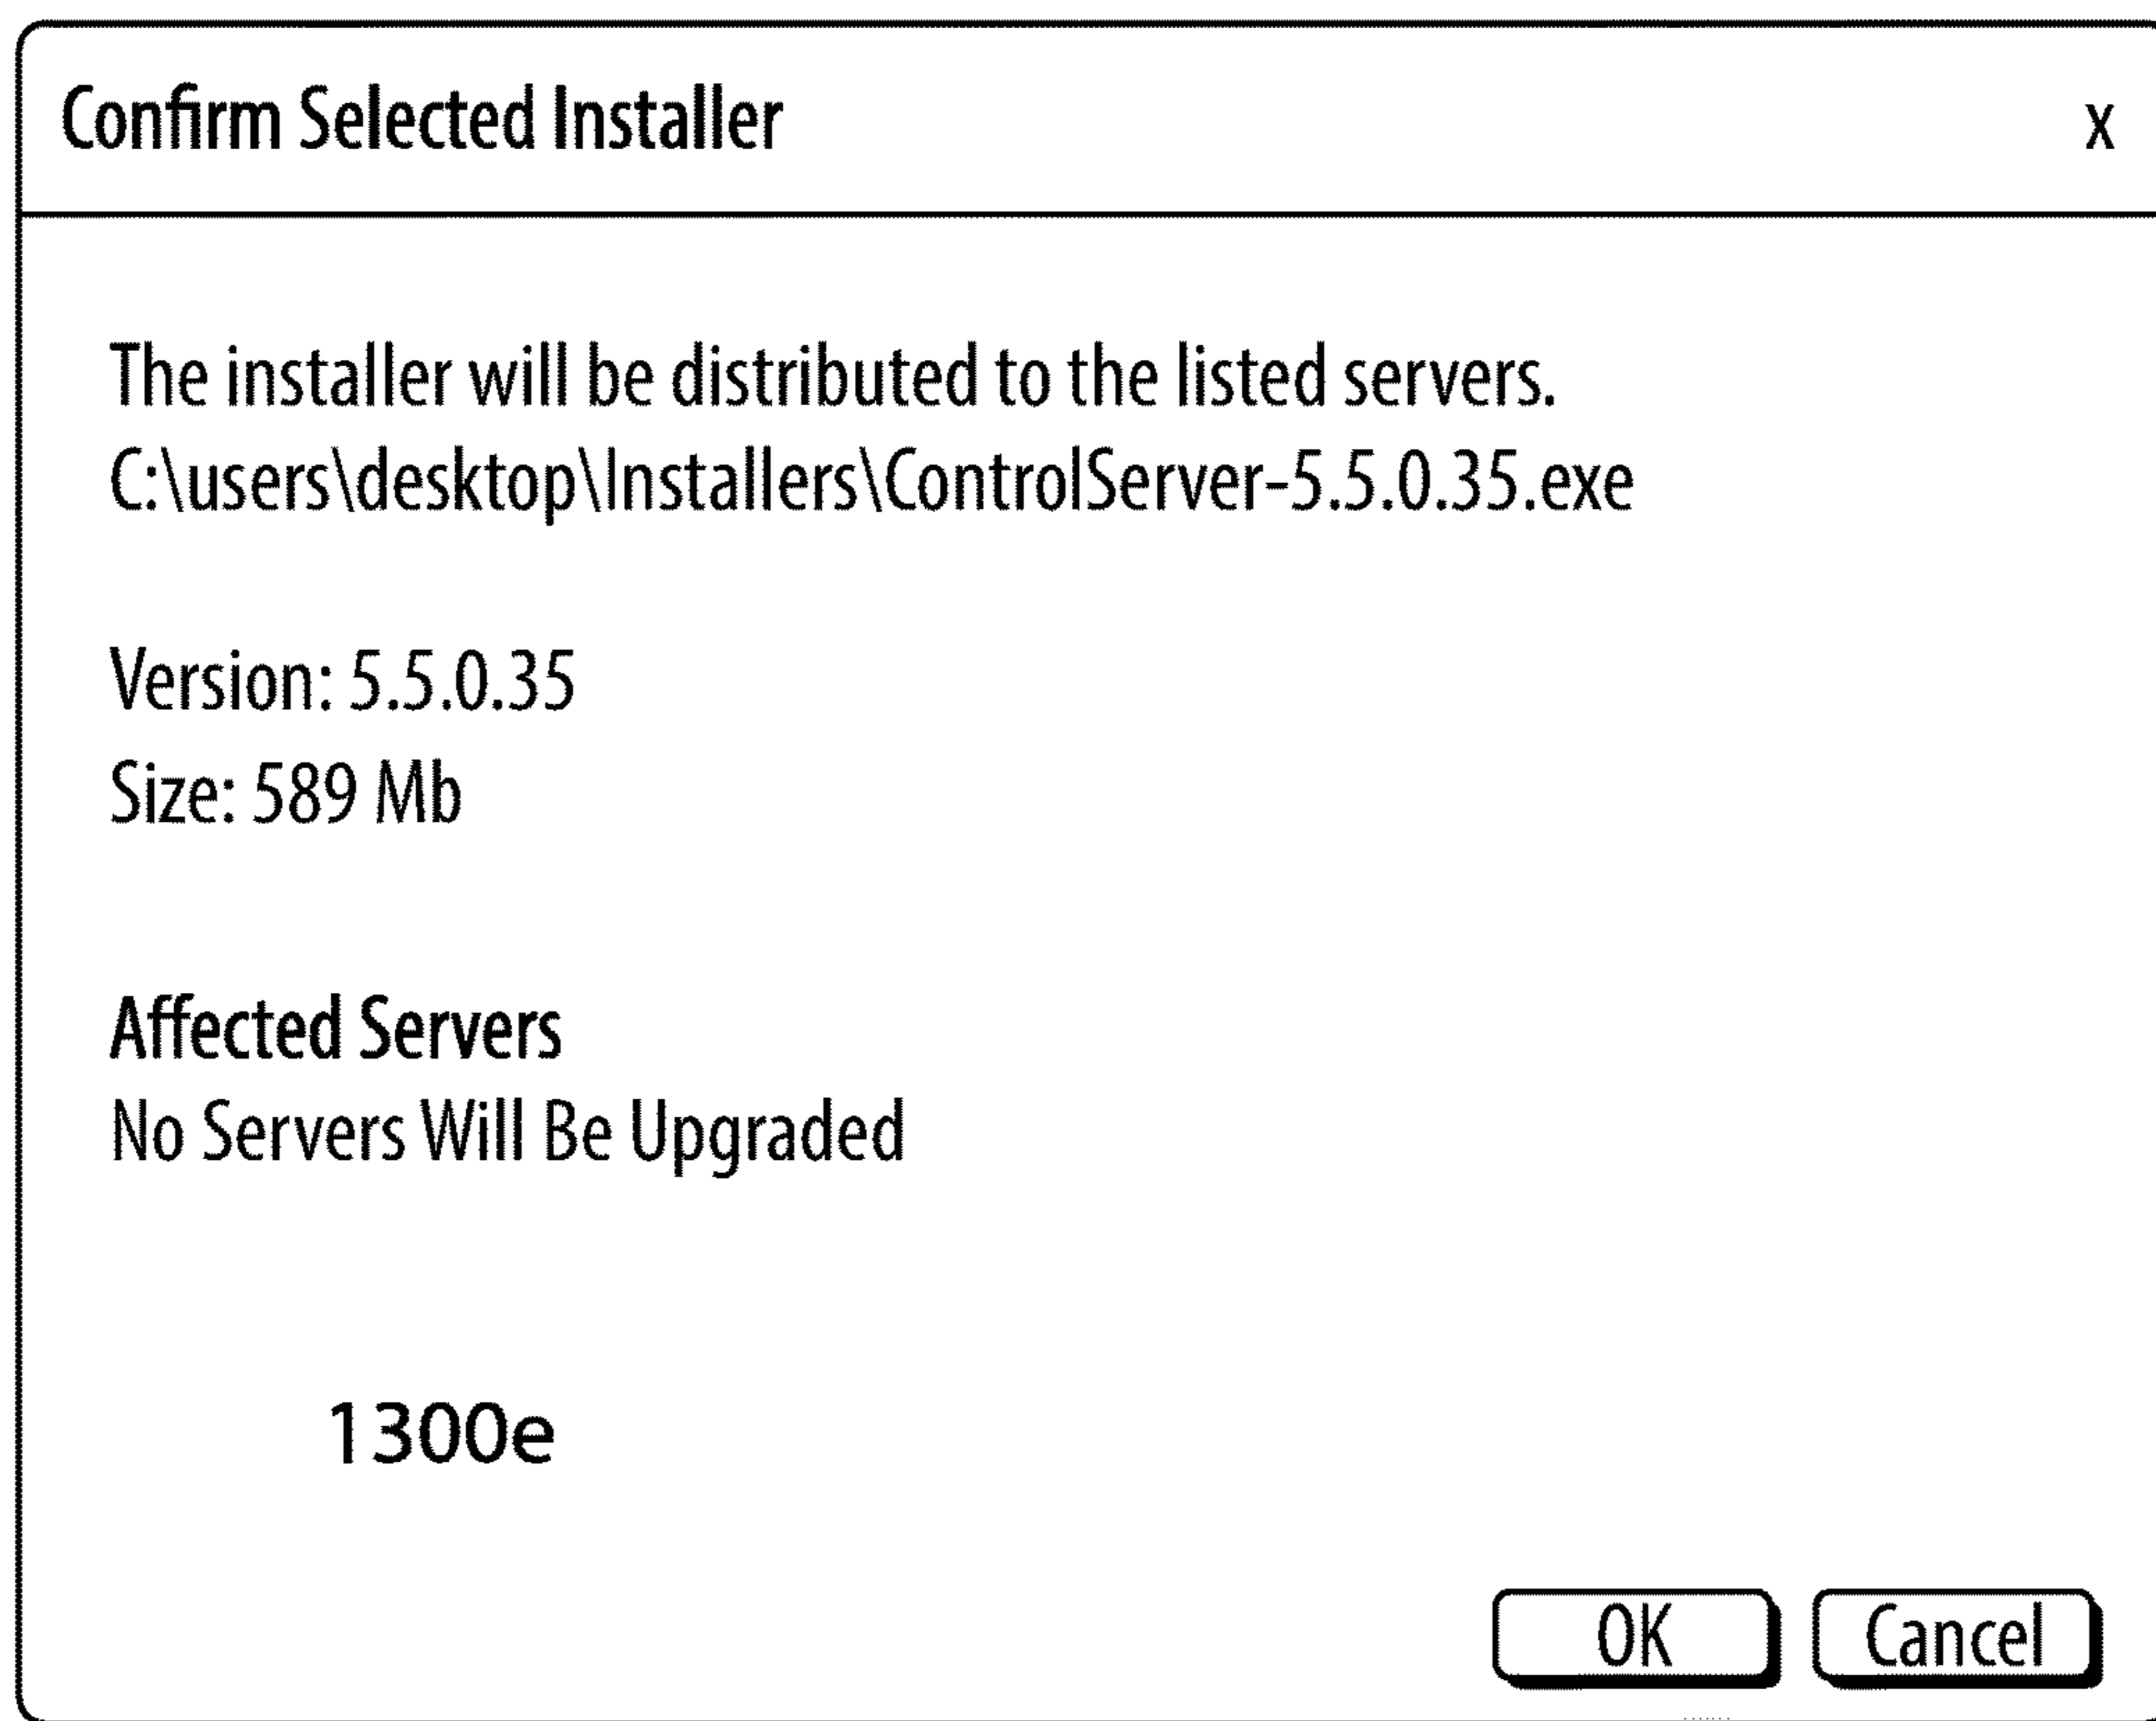 Confirm Selected Installer X
The installer will be distributed to the listed servers.
C:\users\desktop\Installers\ControlServer-5.5.0.35.exe
Version: 5.5.0.35
Size: 589 Mb
Affected Servers
No Servers Will Be Upgraded
1300e
OK Cancel